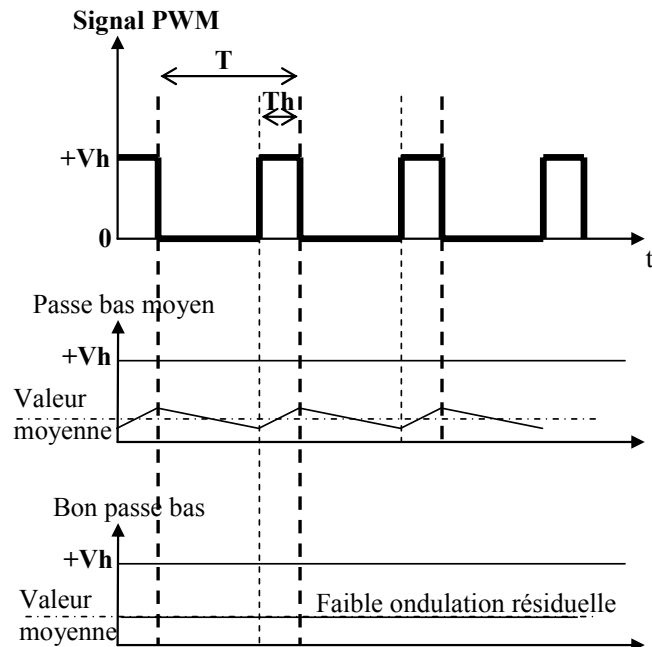 Signal PWM
T
Th
+Vh
0
t
Passe bas moyen
+Vh
Valeur
moyenne
Bon passe bas
+Vh
Valeur
moyenne
Faible ondulation résiduelle